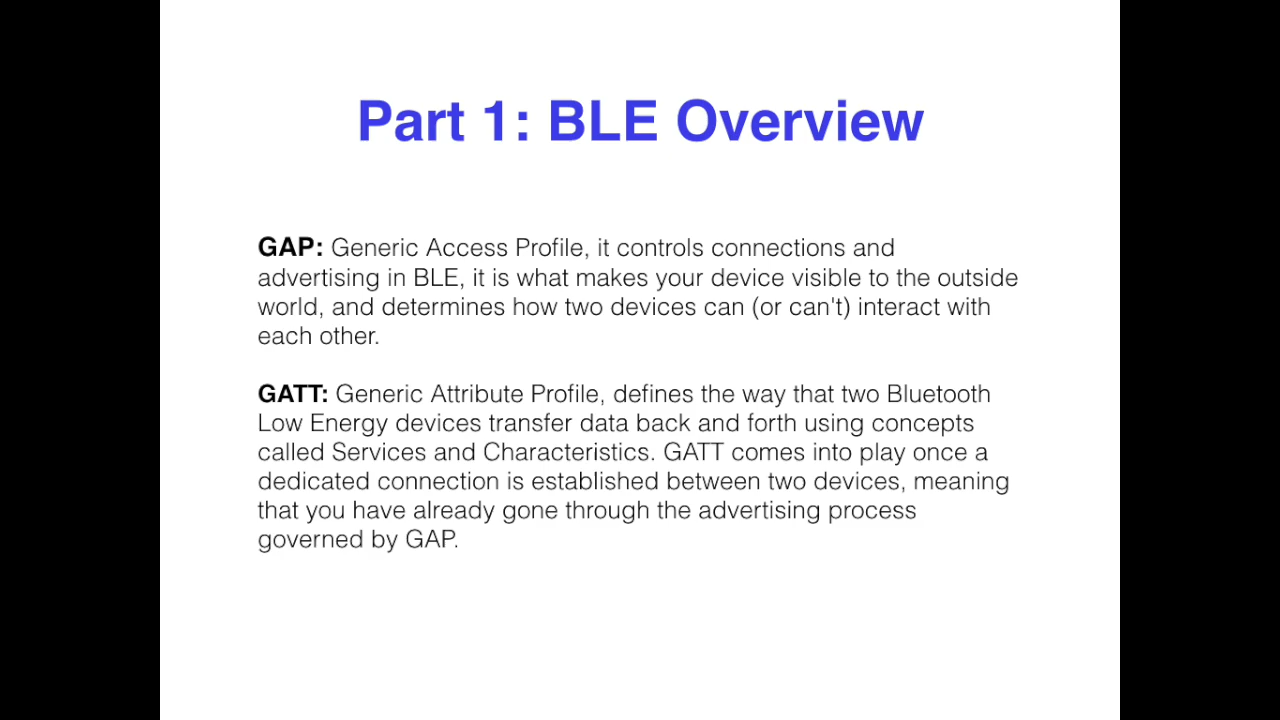 Part 1: BLE Overview
GAP: Generic Access Profile, it controls connections and
advertising in BLE, it is what makes your device visible to the outside
world, and determines how two devices can (or can't) interact with
each other.
GATT: Generic Attribute Profile, defines the way that two Bluetooth
Low Energy devices transfer data back and forth using concepts
called Services and Characteristics. GATT comes into play once a
dedicated connection is established between two devices, meaning
that you have already gone through the advertising process
governed by GAP.